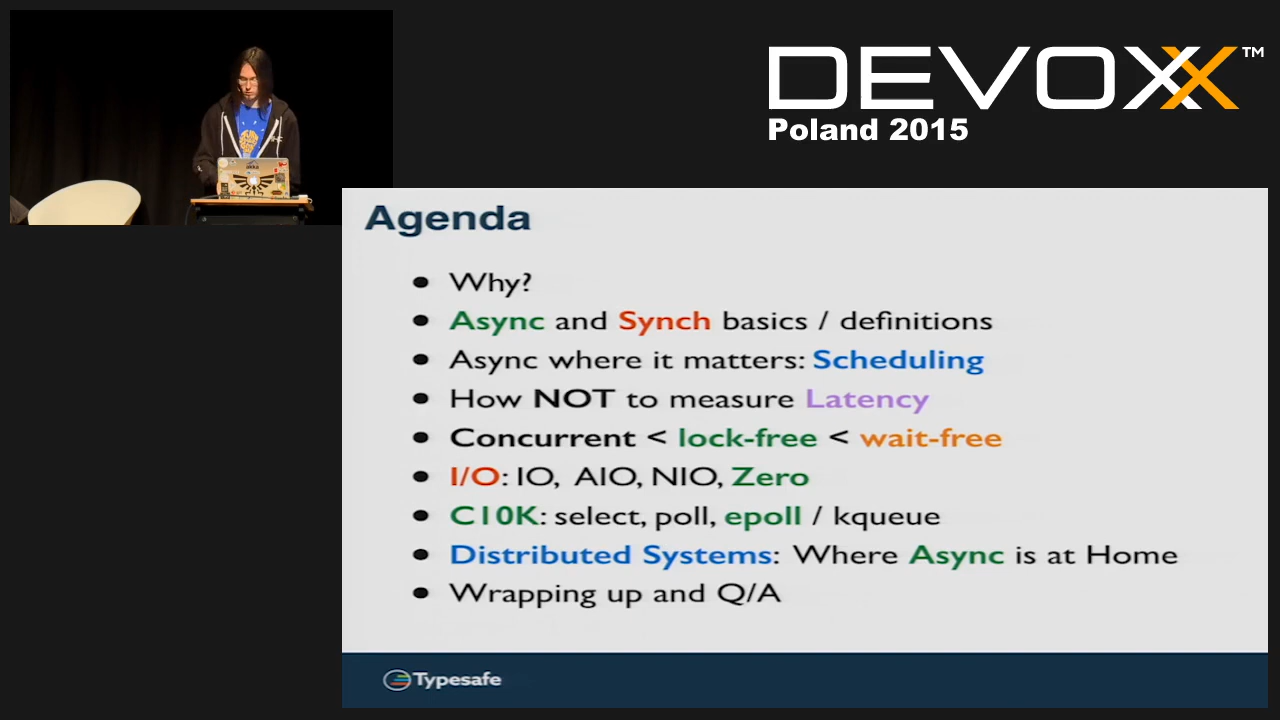 DEVOXX™
Poland 2015
akka
Agenda
• Why?
• Async and Synch basics / definitions
• Async where it matters: Scheduling
• How NOT to measure Latency
• Concurrent < lock-free < wait-free
• I/O: IO, AIO, NIO, Zero
• C10K: select, poll, epoll / kqueue
• Distributed Systems: Where Async is at Home
• Wrapping up and Q/A
Typesafe